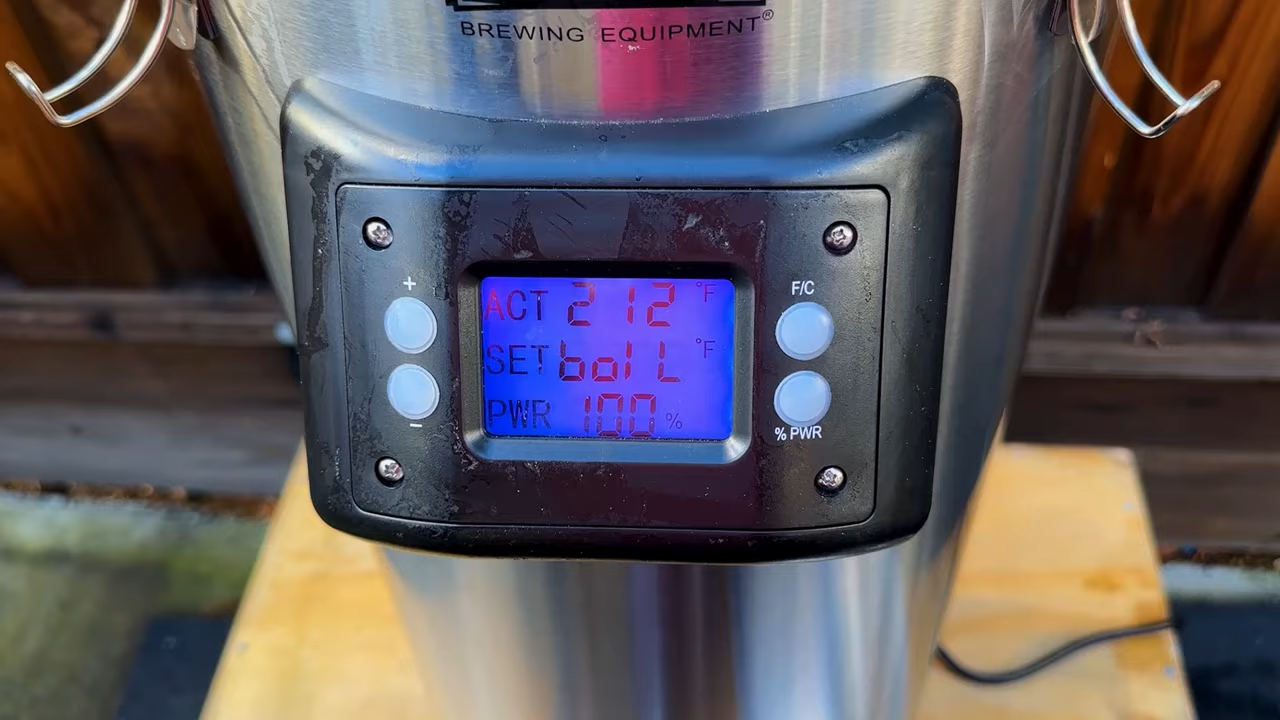 BREWING EQUIPMENT®
+
F/C
ACT 212 °F
SET boIL °F
PWR 100 %
−
% PWR